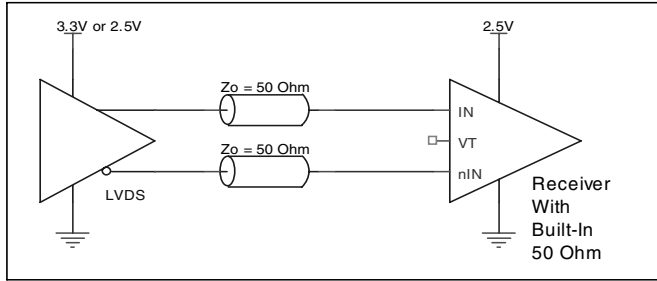 3.3V or 2.5V
2.5V
Zo = 50 Ohm
IN
VT
Zo = 50 Ohm
nIN
LVDS
Receiver
With
Built-In
50 Ohm